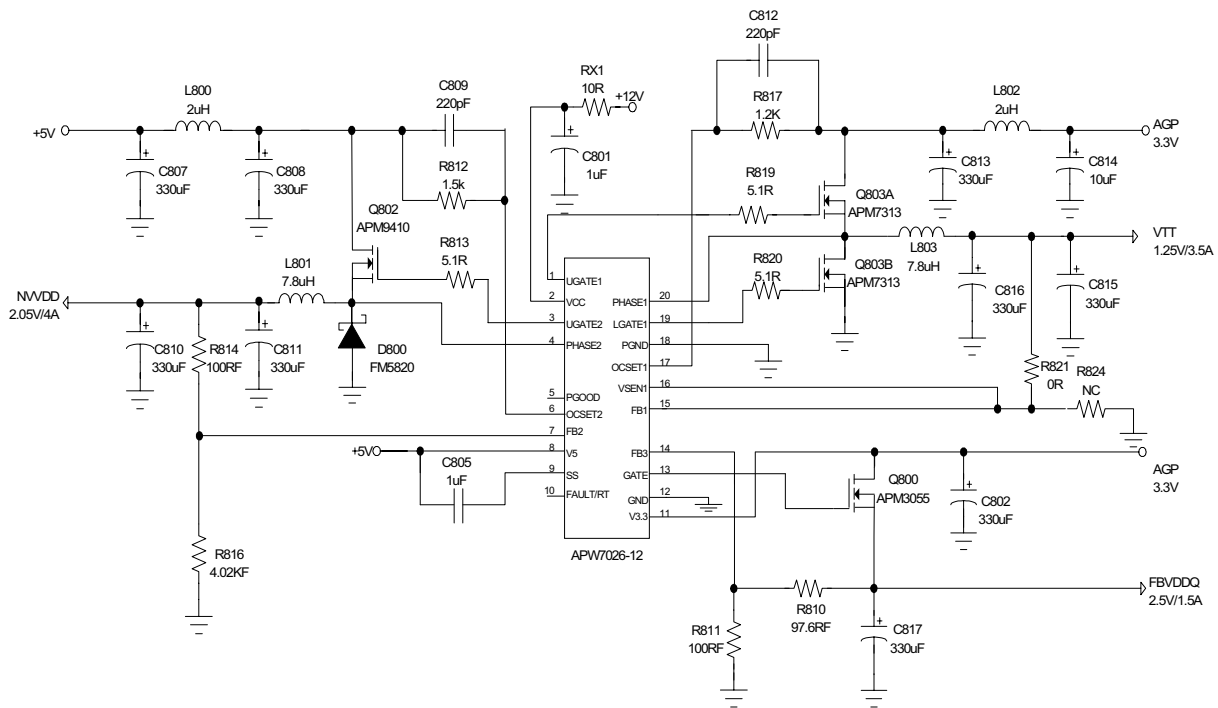 C812
220pF
RX1
10R
+12V
C809
220pF
L800
2uH
+5V
C807
330uF
C808
330uF
R812
1.5k
C801
1uF
R817
1.2K
L802
2uH
AGP
3.3V
C813
330uF
C814
10uF
Q802
APM9410
R819
5.1R
Q803A
APM7313
R813
5.1R
R820
5.1R
Q803B
APM7313
L803
7.8uH
VTT
1.25V/3.5A
C816
330uF
C815
330uF
L801
7.8uH
NVVDD
2.05V/4A
C810
330uF
R814
100RF
C811
330uF
D800
FM5820
1
UGATE1
2
VCC
3
UGATE2
4
PHASE2
5
PGOOD
6
OCSET2
7
FB2
8
V5
9
SS
10
FAULT/RT
20
PHASE1
19
LGATE1
18
PGND
17
OCSET1
16
VSEN1
15
FB1
14
FB3
13
GATE
12
GND
11
V3.3
APW7026-12
R821
0R
R824
NC
+5V
C805
1uF
Q800
APM3055
AGP
3.3V
C802
330uF
R816
4.02KF
R810
97.6RF
R811
100RF
C817
330uF
FBVDDQ
2.5V/1.5A